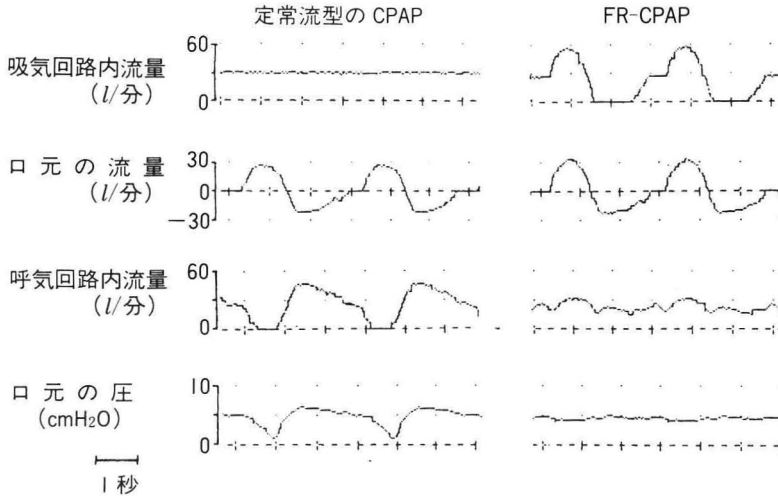 定常流型の CPAP
FR-CPAP
吸気回路内流量
(l/分)
60
0
口元の流量
(l/分)
30
0
−30
呼気回路内流量
(l/分)
60
0
口元の圧
(cmH₂O)
10
0
1秒